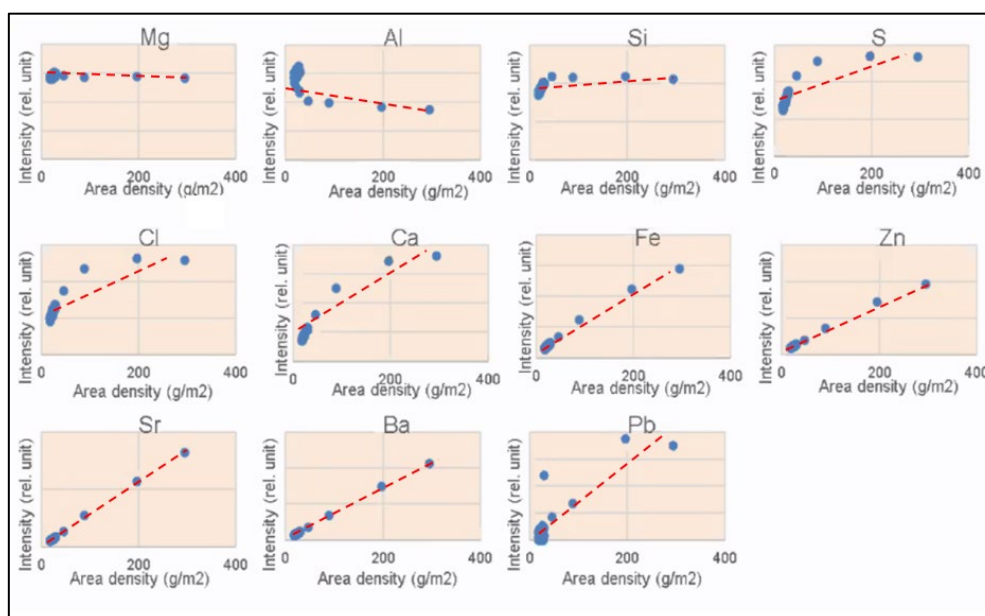 Mg
Intensity (rel. unit)
0 200 400
Area density (g/m2)
Al
Intensity (rel. unit)
0 200 400
Area density (g/m2)
Si
Intensity (rel. unit)
0 200 400
Area density (g/m2)
S
Intensity (rel. unit)
0 200 400
Area density (g/m2)
Cl
Intensity (rel. unit)
0 200 400
Area density (g/m2)
Ca
Intensity (rel. unit)
0 200 400
Area density (g/m2)
Fe
Intensity (rel. unit)
0 200 400
Area density (g/m2)
Zn
Intensity (rel. unit)
0 200 400
Area density (g/m2)
Sr
Intensity (rel. unit)
0 200 400
Area density (g/m2)
Ba
Intensity (rel. unit)
0 200 400
Area density (g/m2)
Pb
Intensity (rel. unit)
0 200 400
Area density (g/m2)